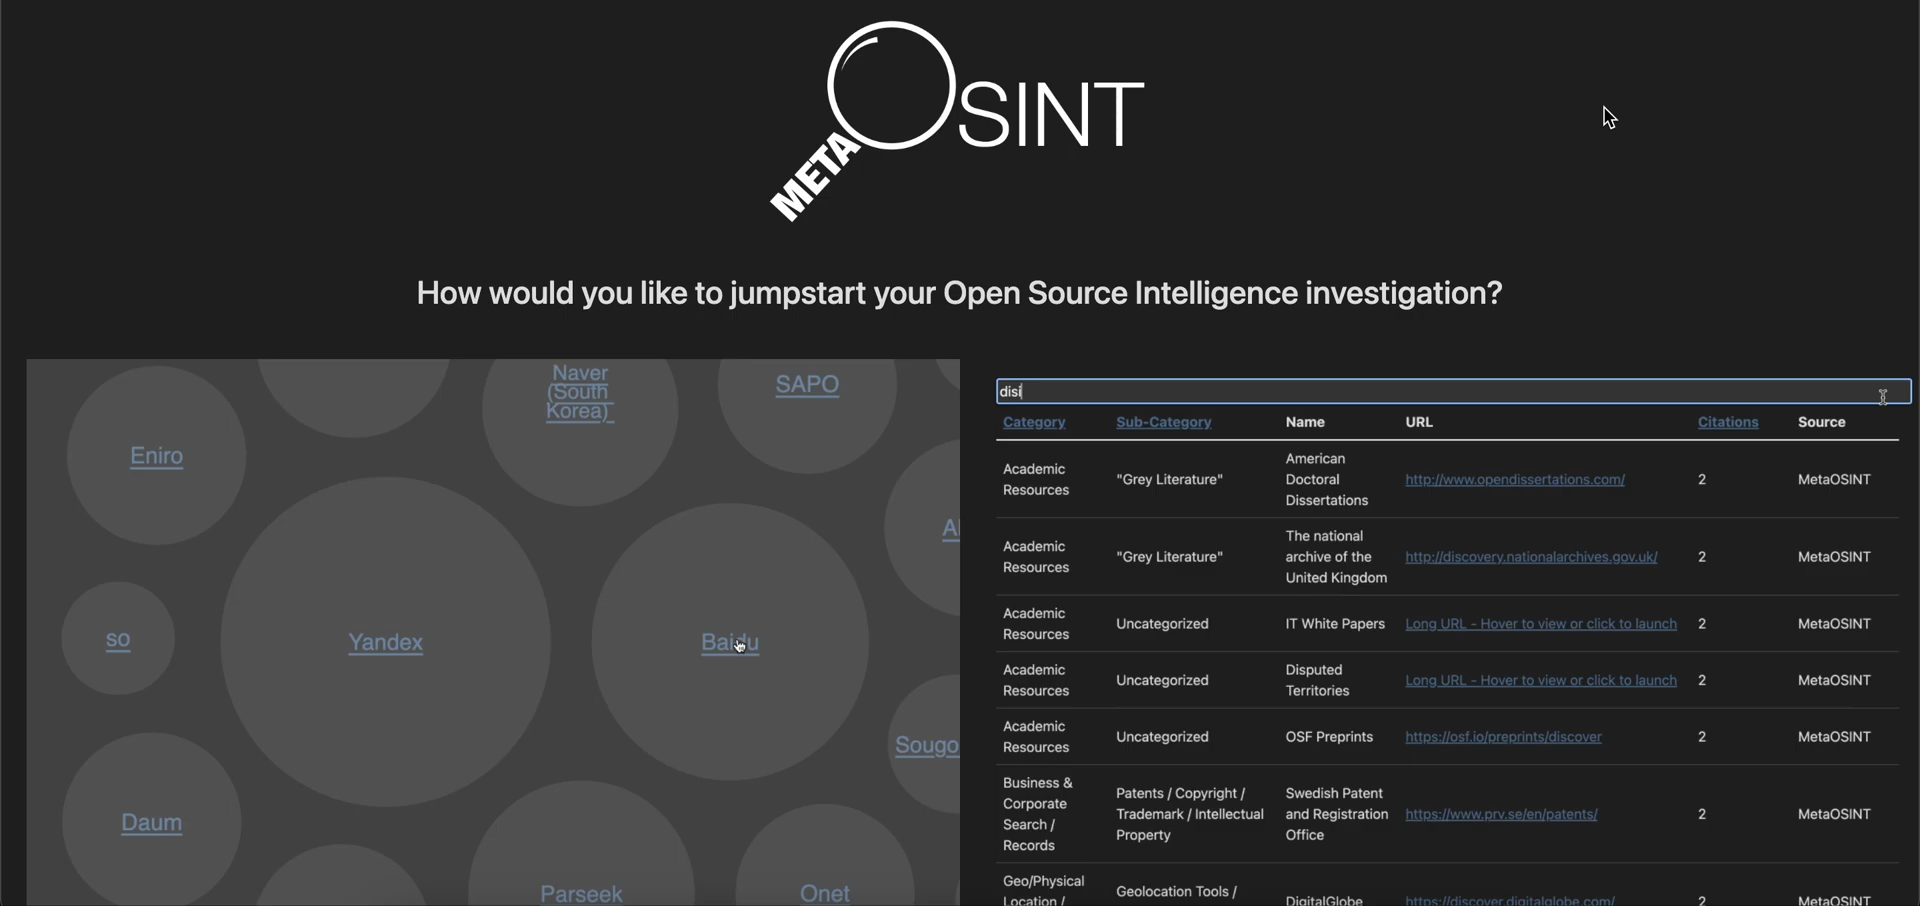 META
OSINT
How would you like to jumpstart your Open Source Intelligence investigation?
Naver
(South
Korea)
SAPO
Eniro
so
Yandex
Baidu
Sougo
Daum
Parseek
Onet
disi
Category Sub-Category Name URL Citations Source
Academic
Resources
"Grey Literature"
American
Doctoral
Dissertations
http://www.opendissertations.com/
2
MetaOSINT
Academic
Resources
"Grey Literature"
The national
archive of the
United Kingdom
http://discovery.nationalarchives.gov.uk/
2
MetaOSINT
Academic
Resources
Uncategorized
IT White Papers
Long URL - Hover to view or click to launch
2
MetaOSINT
Academic
Resources
Uncategorized
Disputed
Territories
Long URL - Hover to view or click to launch
2
MetaOSINT
Academic
Resources
Uncategorized
OSF Preprints
https://osf.io/preprints/discover
2
MetaOSINT
Business &
Corporate
Search /
Records
Patents / Copyright /
Trademark / Intellectual
Property
Swedish Patent
and Registration
Office
https://www.prv.se/en/patents/
2
MetaOSINT
Geo/Physical
Location /
Geolocation Tools /
DigitalGlobe
https://discover.digitalglobe.com/
2
MetaOSINT